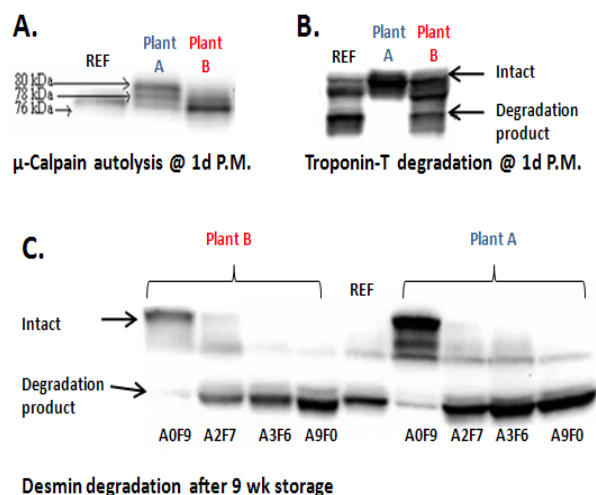 A.
REF
Plant
A
Plant
B
80 kDa
78 kDa
76 kDa
μ-Calpain autolysis @ 1d P.M.
B.
REF
Plant
A
Plant
B
Intact
Degradation
product
Troponin-T degradation @ 1d P.M.
C.
Plant B
REF
Plant A
Intact
Degradation
product
A0F9 A2F7 A3F6 A9F0 A0F9 A2F7 A3F6 A9F0
Desmin degradation after 9 wk storage